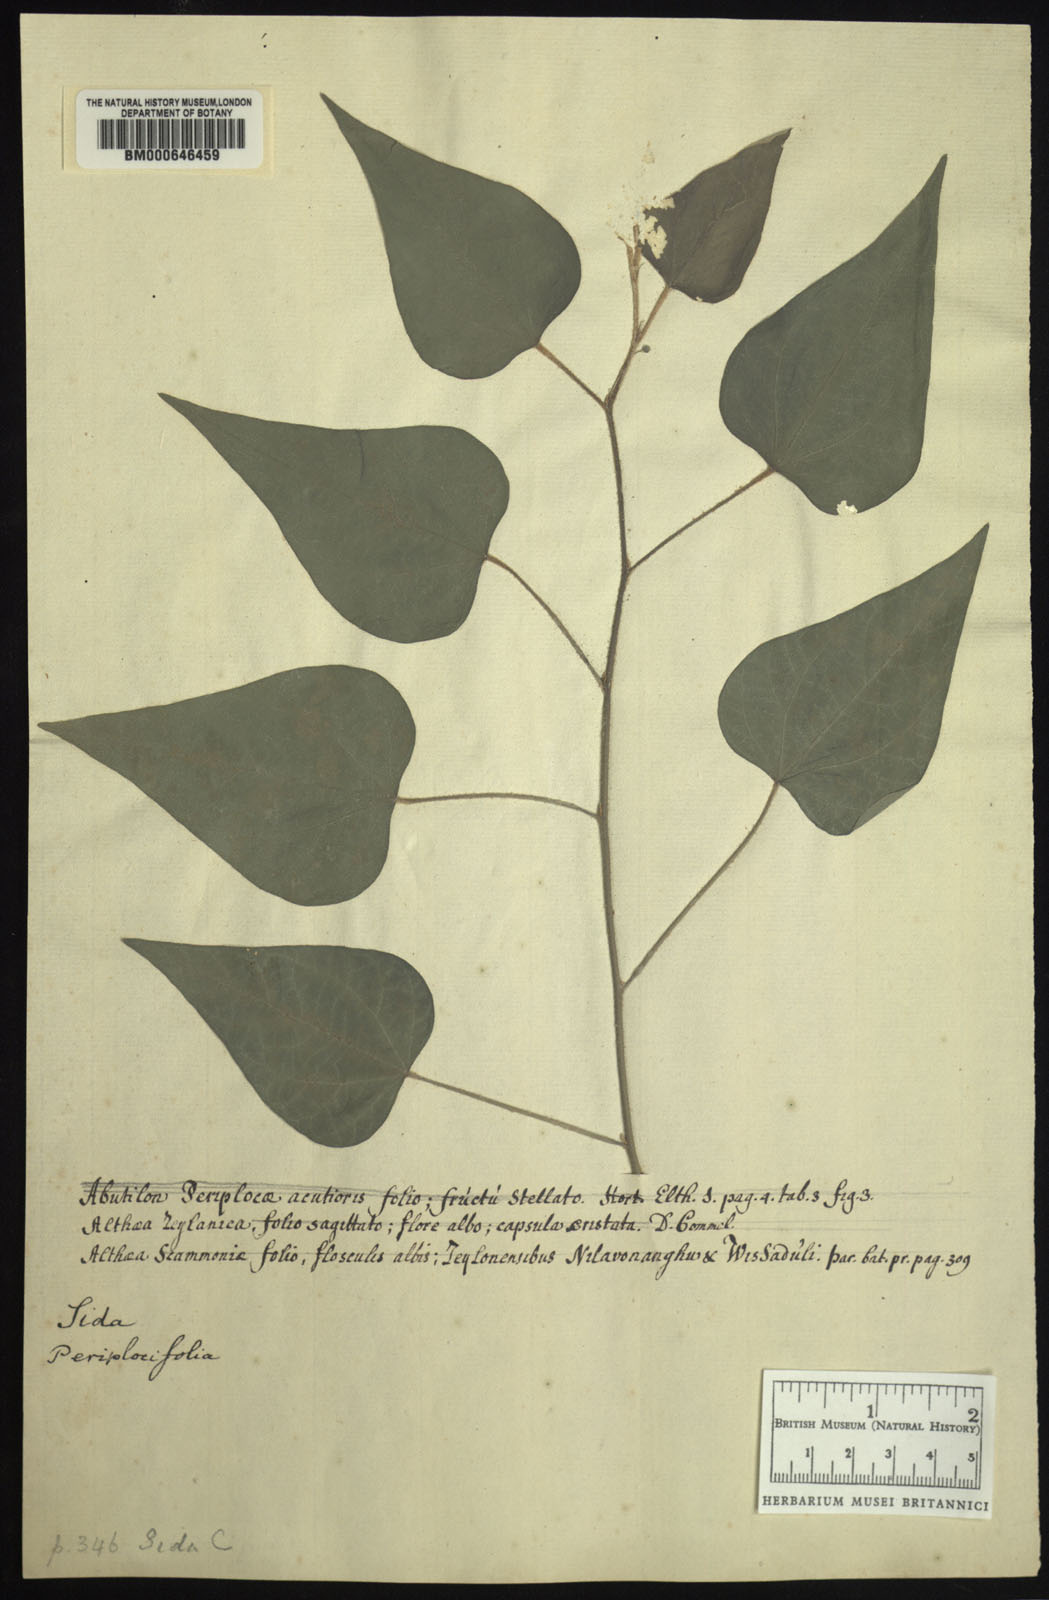 THE NATURAL HISTORY MUSEUM, LONDON
DEPARTMENT OF BOTANY
BM000646459
Abutilon Periplocæ acutioris folio; fructú Stellato. Hort. Elth. 1. pag. 4. tab. 3. fig. 3.
Althæa Zeylanica, folio sagittato; flore albo; capsula cristata. D. Commel.
Althæa Scammoniæ folio, flosculis albis; Zeylonensibus Nilavonanghu & WisSadúli. Par. bat. pr. pag. 309
Sida
Periplocifolia
1 2
BRITISH MUSEUM (NATURAL HISTORY)
1 2 3 4 5
HERBARIUM MUSEI BRITANNICI
p. 346 Sida C